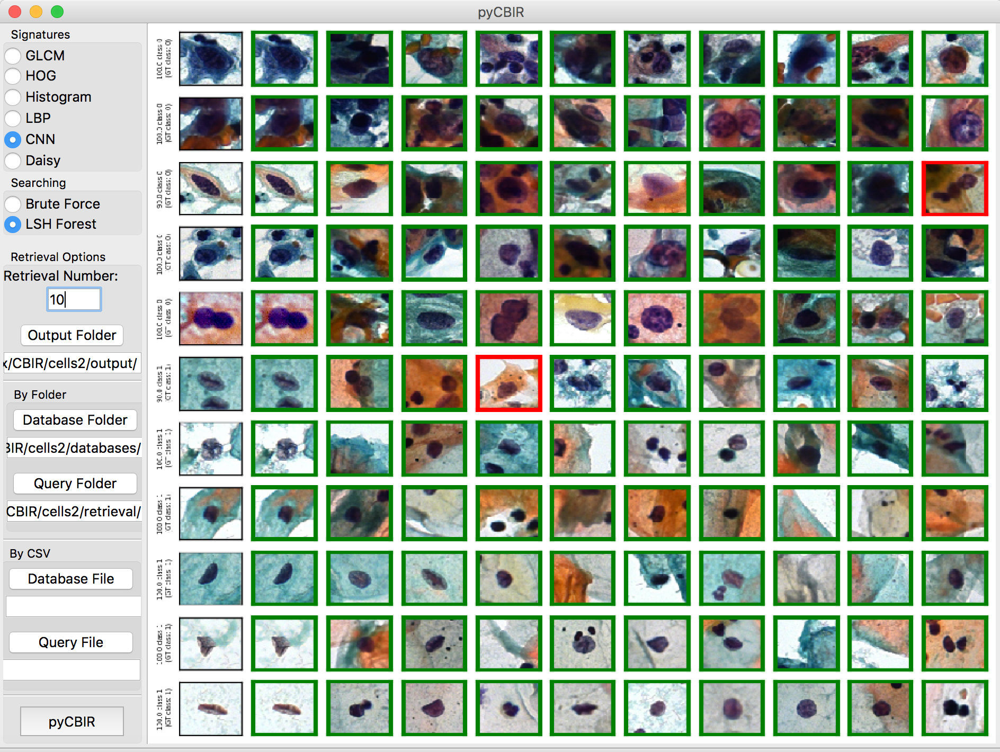 pyCBIR
Signatures
GLCM
HOG
Histogram
LBP
CNN
Daisy
Searching
Brute Force
LSH Forest
Retrieval Options
Retrieval Number:
10
Output Folder
x/CBIR/cells2/output/
By Folder
Database Folder
BIR/cells2/databases/
Query Folder
CBIR/cells2/retrieval/
By CSV
Database File
Query File
pyCBIR
100.0 class 0
(GT class: 0)
100.0 class 0
(GT class: 0)
90.0 class 0
(GT class: 0)
100.0 class 0
(GT class: 0)
100.0 class 0
(GT class: 0)
90.0 class 1
(GT class: 1)
100.0 class 1
(GT class: 1)
100.0 class 1
(GT class: 1)
100.0 class 1
(GT class: 1)
100.0 class 1
(GT class: 1)
100.0 class 1
(GT class: 1)